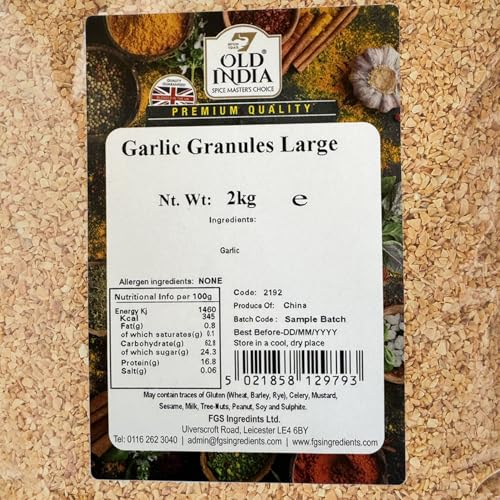 SINCE 1945
OLD
INDIA®
SPICE MASTER'S CHOICE
PREMIUM QUALITY
Garlic Granules Large
Nt. Wt: 2kg e
Ingredients:
Garlic
Allergen ingredients: NONE
Nutritional Info per 100g
Energy Kj 1460
Kcal 345
Fat(g) 0.8
of which saturates(g) 0.1
Carbohydrate(g) 62.8
of which sugar(g) 24.3
Protein(g) 16.8
Salt(g) 0.06
Code: 2192
Produce Of: China
Batch Code: Sample Batch
Best Before-DD/MM/YYYY
Store in a cool, dry place
5 021858 129793
May contain traces of Gluten (Wheat, Barley, Rye), Celery, Mustard,
Sesame, Milk, Tree-Nuts, Peanut, Soy and Sulphite.
FGS Ingredints Ltd.
Ulverscroft Road, Leicester LE4 6BY
Tel: 0116 262 3040 | admin@fgsingredients.com | www.fgsingredients.com